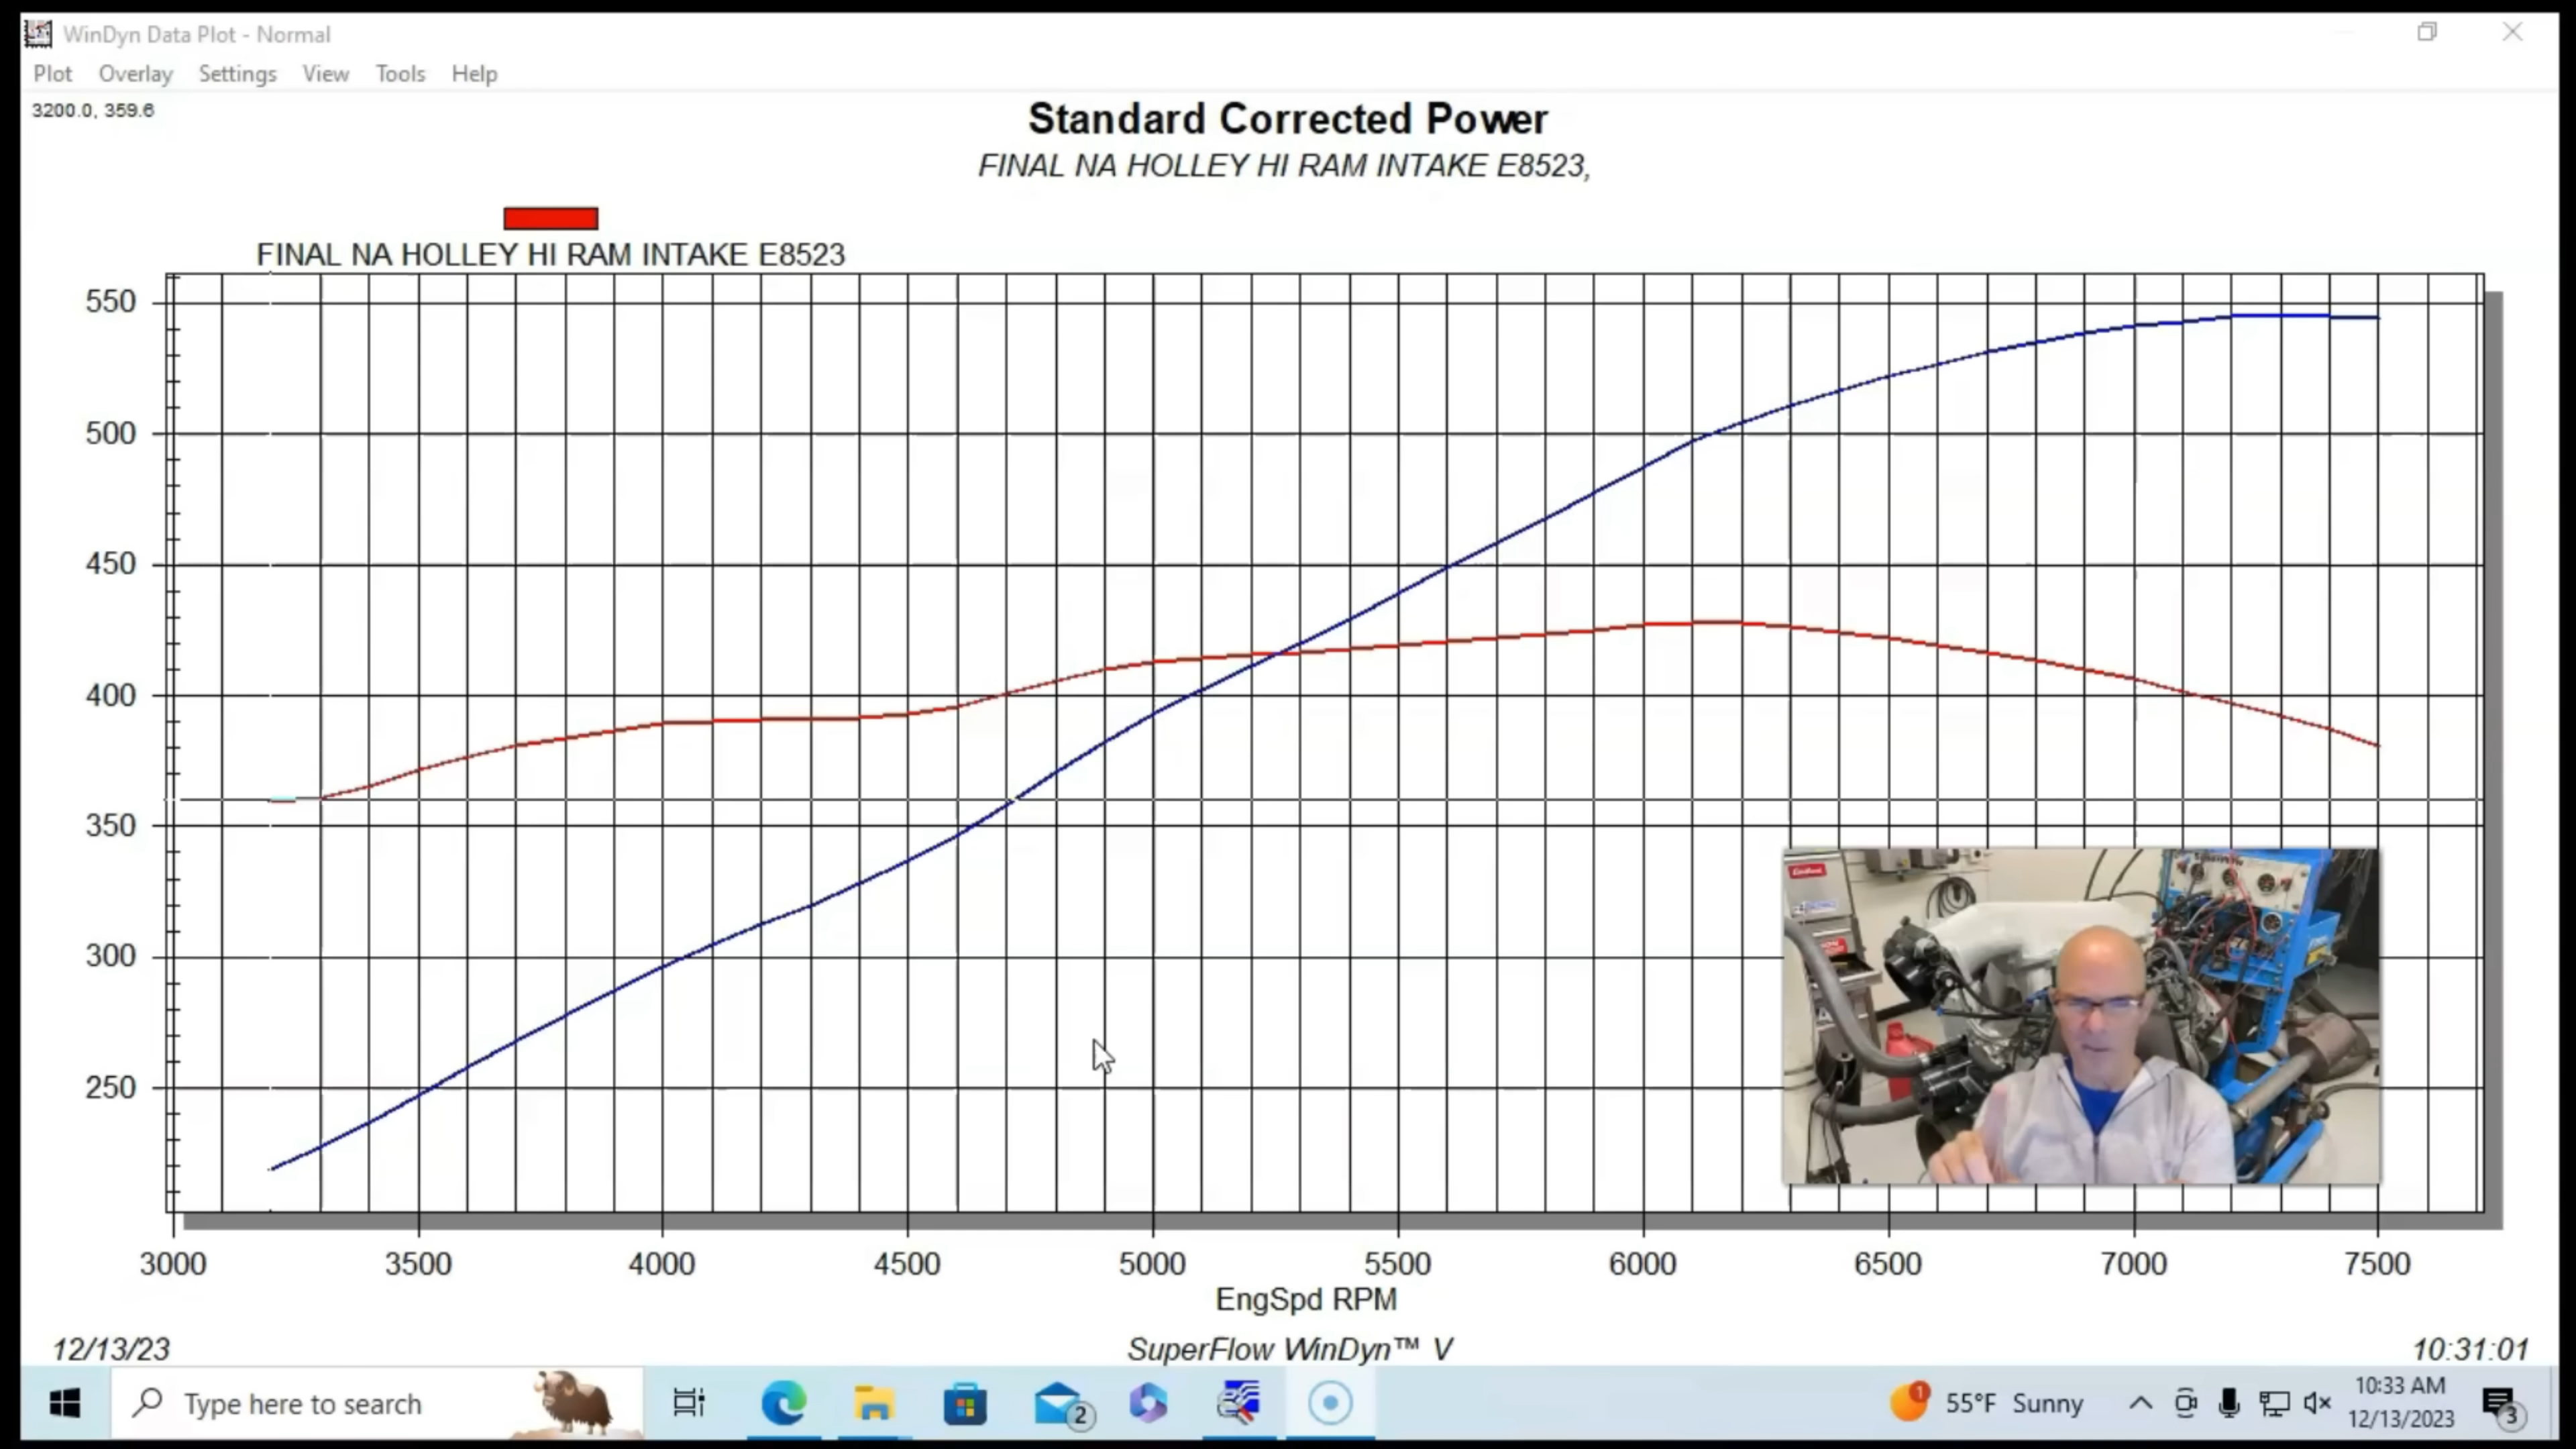 WinDyn Data Plot - Normal
Plot Overlay Settings View Tools Help
3200.0, 359.6
Standard Corrected Power
FINAL NA HOLLEY HI RAM INTAKE E8523,
FINAL NA HOLLEY HI RAM INTAKE E8523
550
500
450
400
350
300
250
3000 3500 4000 4500 5000 5500 6000 6500 7000 7500
EngSpd RPM
12/13/23 SuperFlow WinDyn™ V 10:31:01
Type here to search
2
1
55°F Sunny
10:33 AM
12/13/2023
3